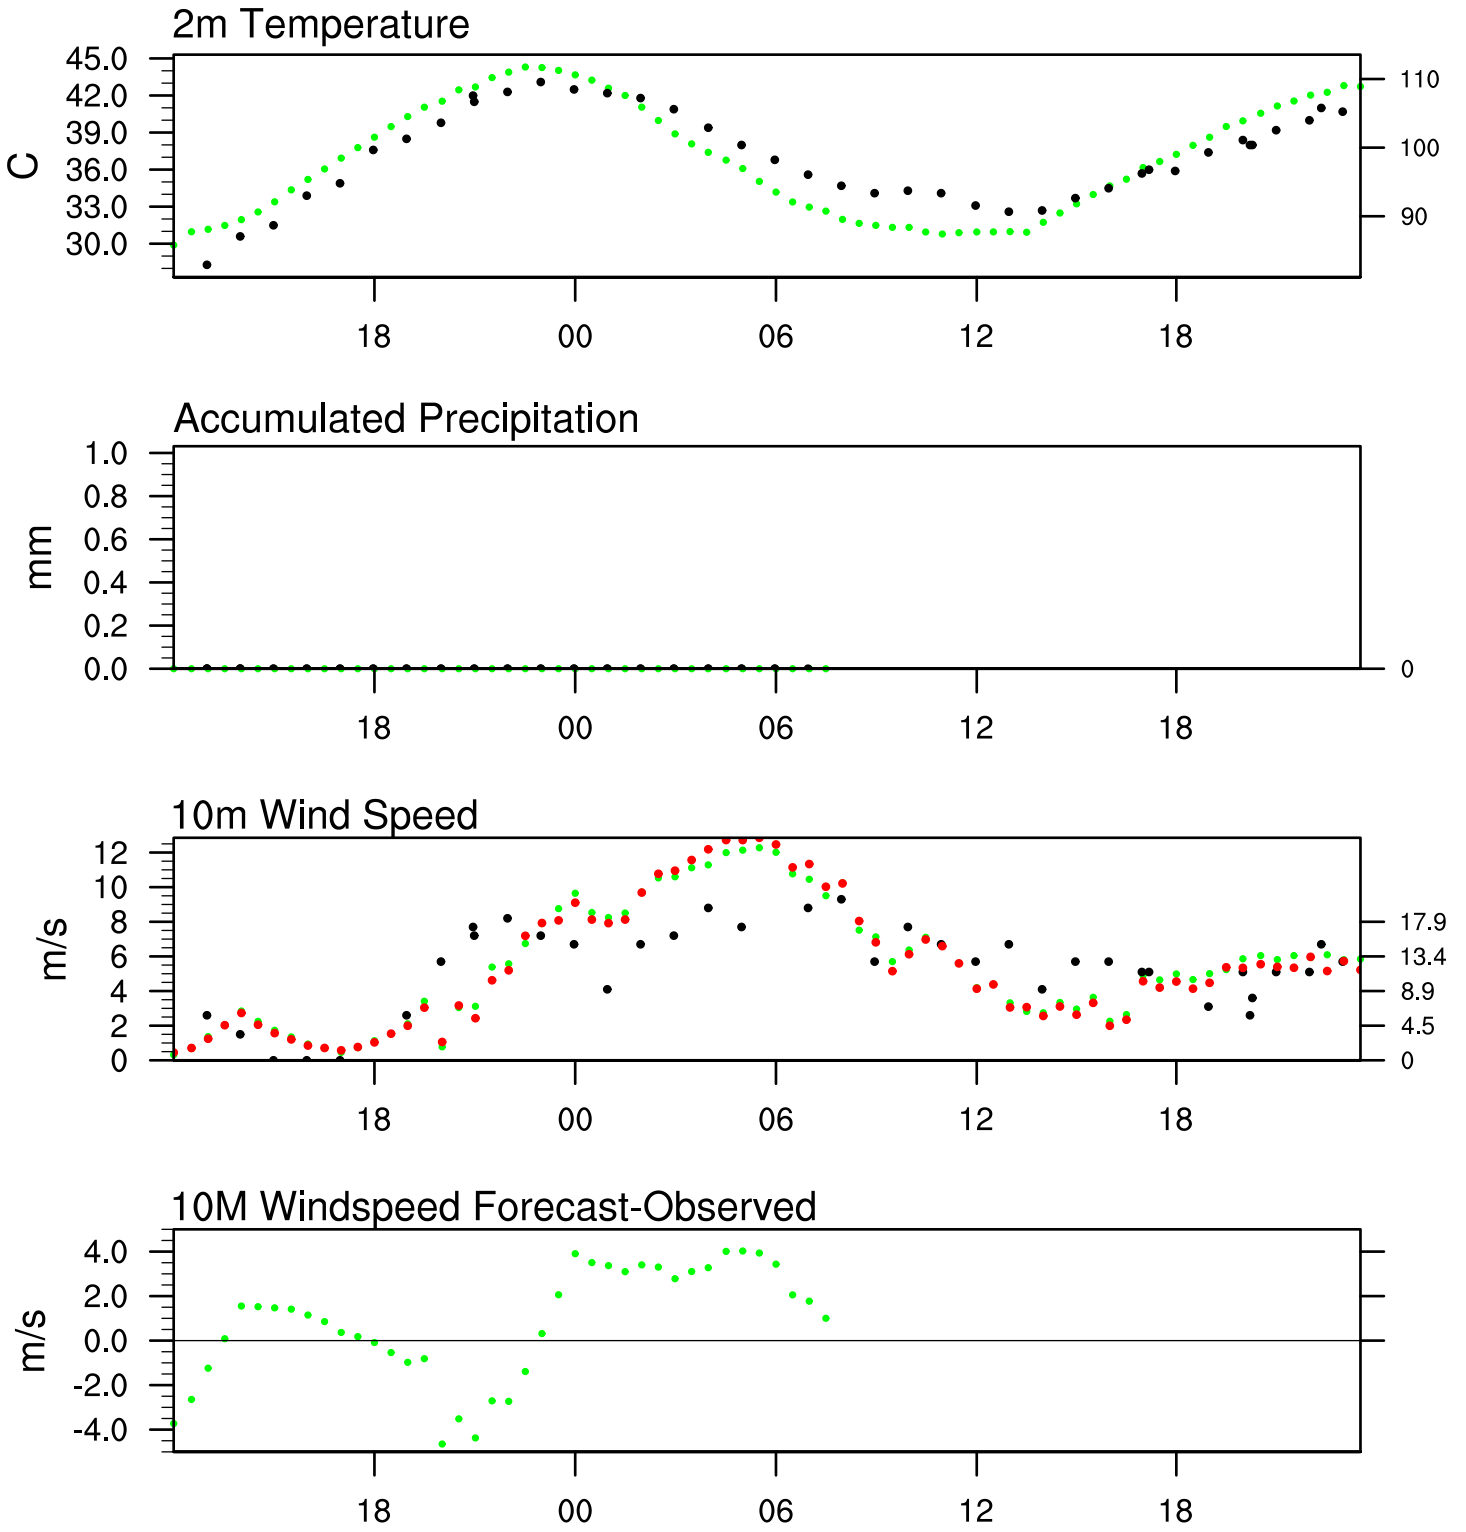 2m Temperature
45.0
42.0
39.0
36.0
33.0
30.0
C
110
100
90
18 00 06 12 18
Accumulated Precipitation
1.0
0.8
0.6
0.4
0.2
0.0
mm
0
18 00 06 12 18
10m Wind Speed
12
10
8
6
4
2
0
m/s
17.9
13.4
8.9
4.5
0
18 00 06 12 18
10M Windspeed Forecast-Observed
4.0
2.0
0.0
-2.0
-4.0
m/s
18 00 06 12 18